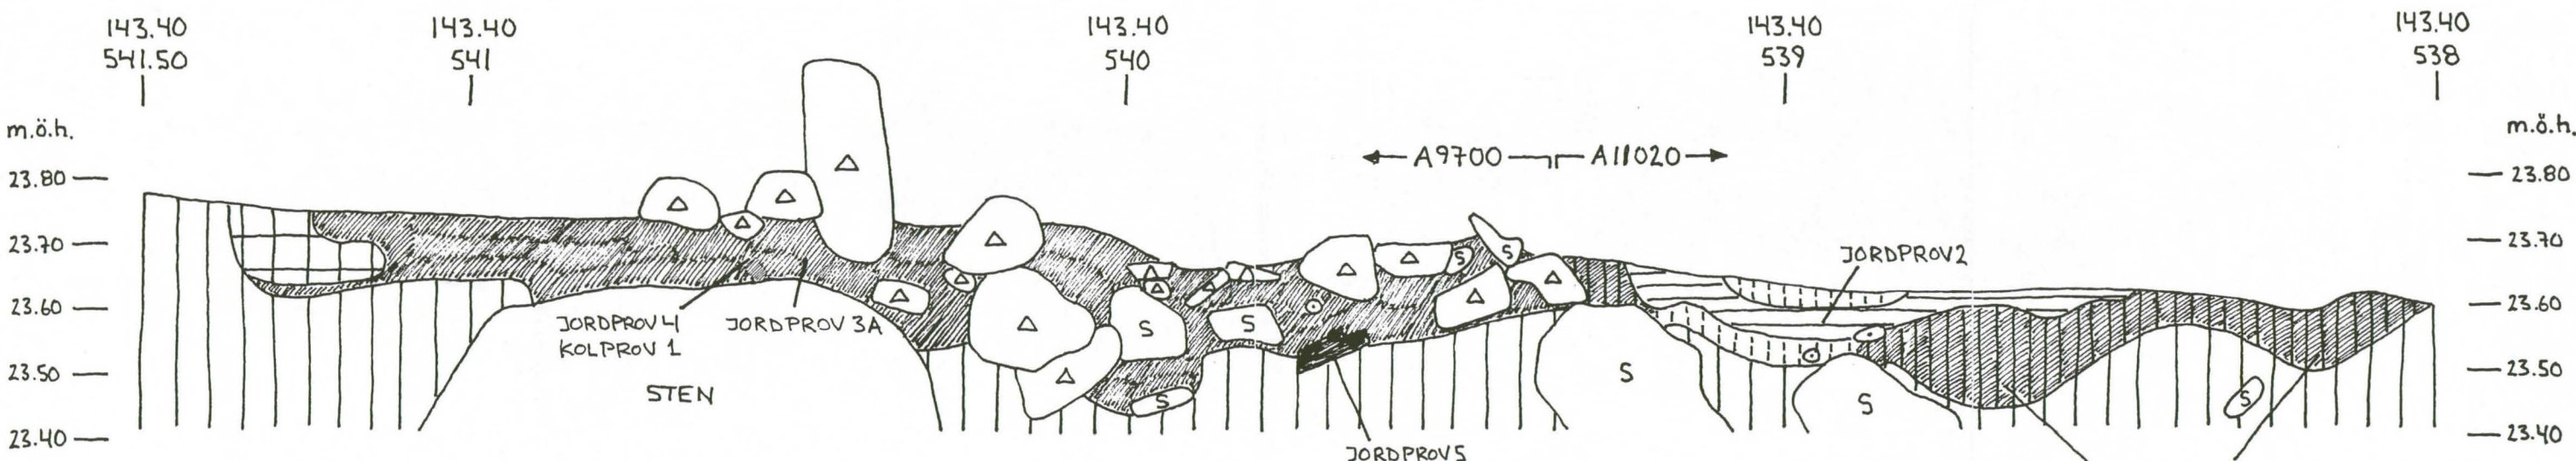 143.40
541.50
143.40
541
143.40
540
143.40
539
143.40
538
m.ö.h.
m.ö.h.
A9700
A11020
23.80
23.80
23.70
23.70
JORDPROV2
23.60
23.60
JORDPROV4
KOLPROV1
JORDPROV 3A
S
S
S
S
S
23.50
23.50
STEN
S
S
S
23.40
23.40
JORDPROV5